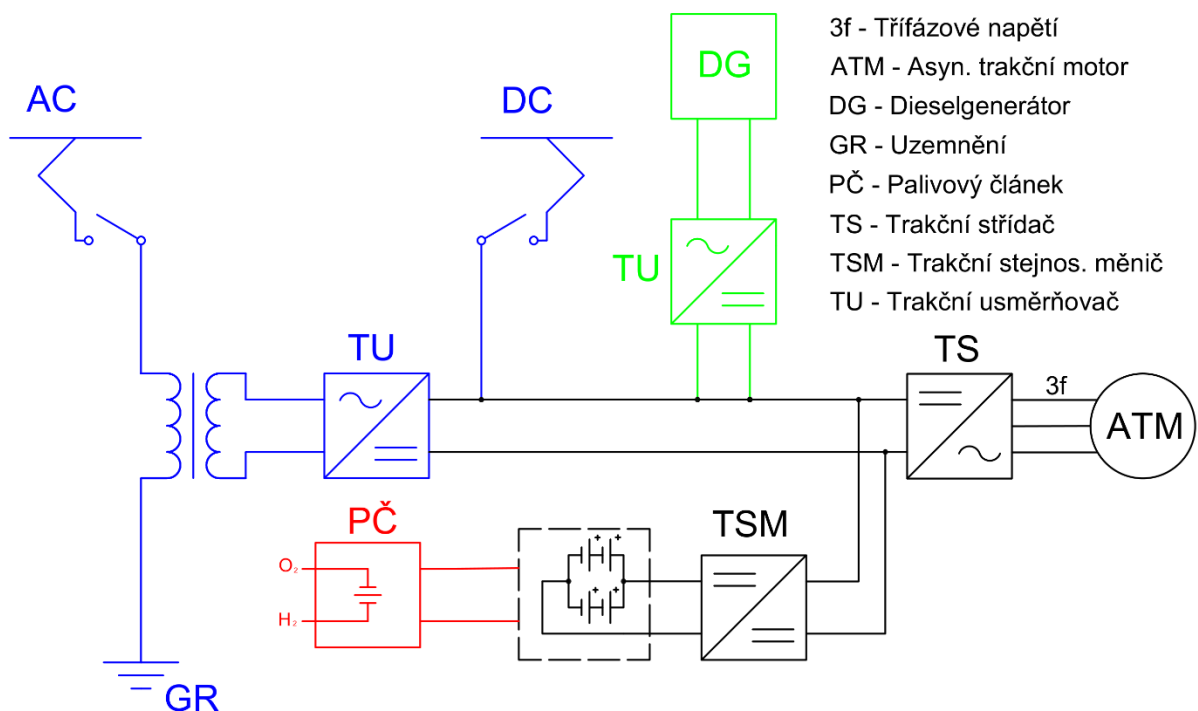 AC
DC
DG
3f - Třífázové napětí
ATM - Asyn. trakční motor
DG - Dieselgenerátor
GR - Uzemnění
PČ - Palivový článek
TS - Trakční střídač
TSM - Trakční stejnos. měnič
TU - Trakční usměrňovač
TU
TU
TS
3f
ATM
PČ
TSM
O₂
H₂
GR